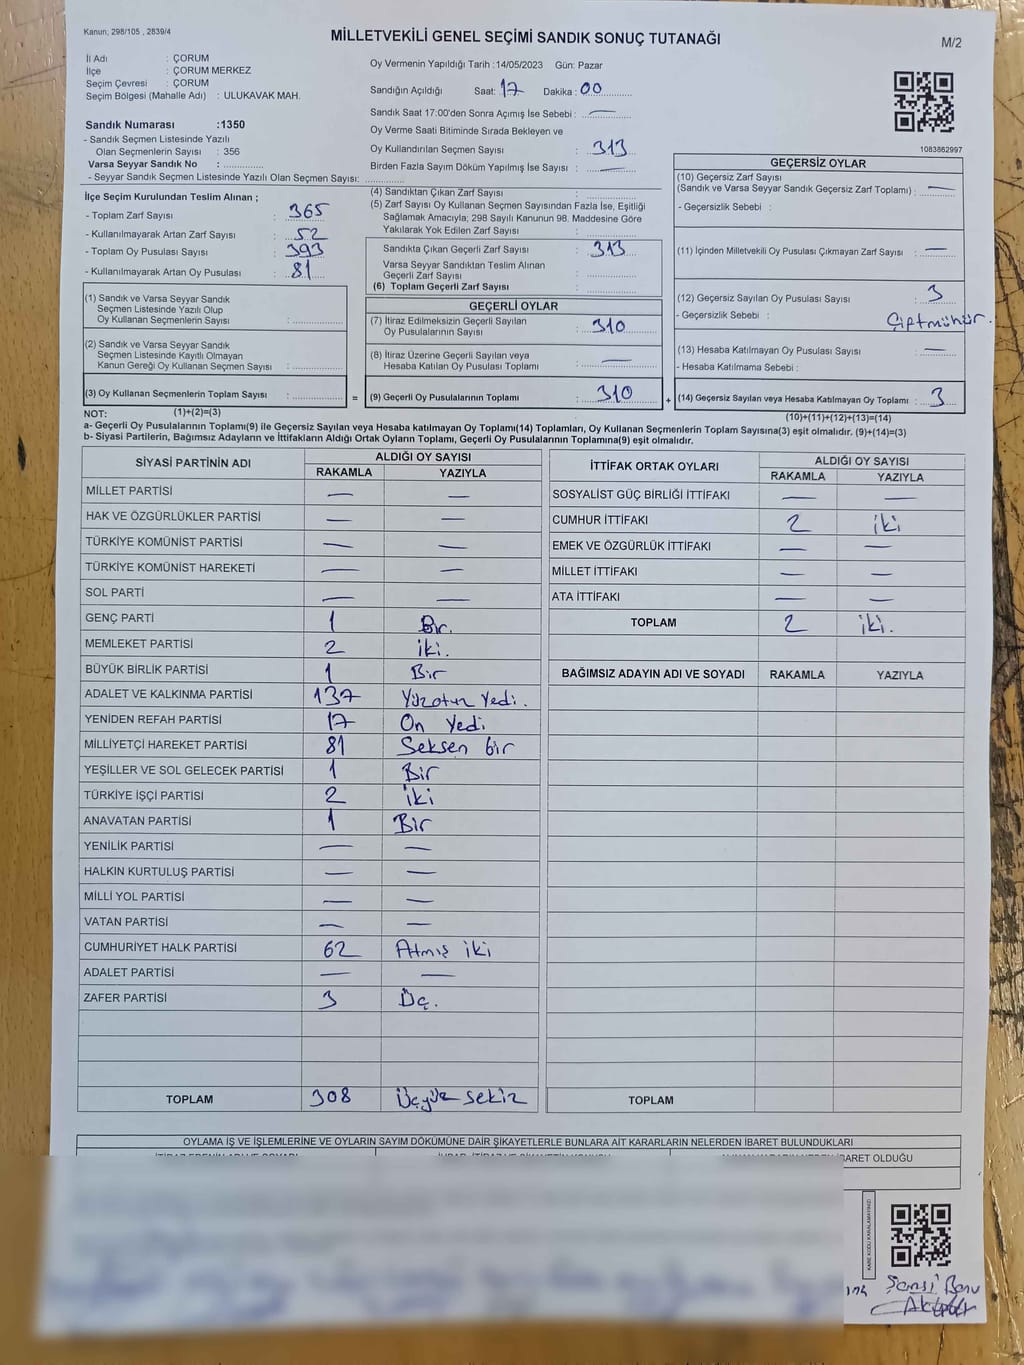 Kanun; 298/105 , 2839/4
MİLLETVEKİLİ GENEL SEÇİMİ SANDIK SONUÇ TUTANAĞI
M/2
İl Adı : ÇORUM
İlçe : ÇORUM MERKEZ
Seçim Çevresi : ÇORUM
Seçim Bölgesi (Mahalle Adı) : ULUKAVAK MAH.
Sandık Numarası :1350
- Sandık Seçmen Listesinde Yazılı
Olan Seçmenlerin Sayısı : 356
Varsa Seyyar Sandık No :
- Seyyar Sandık Seçmen Listesinde Yazılı Olan Seçmen Sayısı:
İlçe Seçim Kurulundan Teslim Alınan ;
- Toplam Zarf Sayısı : 365
- Kullanılmayarak Artan Zarf Sayısı : 52
- Toplam Oy Pusulası : 393
- Kullanılmayarak Artan Oy Pusulası : 81
(1) Sandık ve Varsa Seyyar Sandık
Seçmen Listesinde Yazılı Olup
Oy Kullanan Seçmenlerin Sayısı :
(2) Sandık ve Varsa Seyyar Sandık
Seçmen Listesinde Kayıtlı Olmayan
Kanun Gereği Oy Kullanan Seçmen Sayısı :
(3) Oy Kullanan Seçmenlerin Toplam Sayısı :
(1)+(2)=(3)
Oy Vermenin Yapıldığı Tarih :14/05/2023 Gün: Pazar
Sandığın Açıldığı Saat: 17 Dakika : 00
Sandık Saat 17:00'den Sonra Açımış İse Sebebi : —
Oy Verme Saati Bitiminde Sırada Bekleyen ve
Oy Kullandırılan Seçmen Sayısı : 313
Birden Fazla Sayım Döküm Yapılmış İse Sayısı : —
(4) Sandıktan Çıkan Zarf Sayısı :
(5) Zarf Sayısı Oy Kullanan Seçmen Sayısından Fazla İse, Eşitliği
Sağlamak Amacıyla; 298 Sayılı Kanunun 98. Maddesine Göre
Yakılarak Yok Edilen Zarf Sayısı :
Sandıkta Çıkan Geçerli Zarf Sayısı : 313
Varsa Seyyar Sandıktan Teslim Alınan
Geçerli Zarf Sayısı :
(6) Toplam Geçerli Zarf Sayısı :
GEÇERLİ OYLAR
(7) İtiraz Edilmeksizin Geçerli Sayılan
Oy Pusulalarının Sayısı : 310
(8) İtiraz Üzerine Geçerli Sayılan veya
Hesaba Katılan Oy Pusulası Toplamı : —
= (9) Geçerli Oy Pusulalarının Toplamı : 310
1083862997
GEÇERSİZ OYLAR
(10) Geçersiz Zarf Sayısı
(Sandık ve Varsa Seyyar Sandık Geçersiz Zarf Toplamı) : —
- Geçersizlik Sebebi :
(11) İçinden Milletvekili Oy Pusulası Çıkmayan Zarf Sayısı : —
(12) Geçersiz Sayılan Oy Pusulası Sayısı : 3
- Geçersizlik Sebebi : Çiftmühür.
(13) Hesaba Katılmayan Oy Pusulası Sayısı : —
- Hesaba Katılmama Sebebi :
+ (14) Geçersiz Sayılan veya Hesaba Katılmayan Oy Toplamı : 3
(10)+(11)+(12)+(13)=(14)
NOT:
a- Geçerli Oy Pusulalarının Toplamı(9) ile Geçersiz Sayılan veya Hesaba katılmayan Oy Toplamı(14) Toplamları, Oy Kullanan Seçmenlerin Toplam Sayısına(3) eşit olmalıdır. (9)+(14)=(3)
b- Siyasi Partilerin, Bağımsız Adayların ve İttifakların Aldığı Ortak Oyların Toplamı, Geçerli Oy Pusulalarının Toplamına(9) eşit olmalıdır.
SİYASİ PARTİNİN ADI ALDIĞI OY SAYISI
RAKAMLA YAZIYLA
MİLLET PARTİSİ — —
HAK VE ÖZGÜRLÜKLER PARTİSİ — —
TÜRKİYE KOMÜNİST PARTİSİ — —
TÜRKİYE KOMÜNİST HAREKETİ — —
SOL PARTİ — —
GENÇ PARTİ 1 Bir.
MEMLEKET PARTİSİ 2 iki.
BÜYÜK BİRLİK PARTİSİ 1 Bir
ADALET VE KALKINMA PARTİSİ 137 Yüzotuz Yedi.
YENİDEN REFAH PARTİSİ 17 On Yedi
MİLLİYETÇİ HAREKET PARTİSİ 81 Seksen bir
YEŞİLLER VE SOL GELECEK PARTİSİ 1 Bir
TÜRKİYE İŞÇİ PARTİSİ 2 iki
ANAVATAN PARTİSİ 1 Bir
YENİLİK PARTİSİ — —
HALKIN KURTULUŞ PARTİSİ — —
MİLLİ YOL PARTİSİ — —
VATAN PARTİSİ — —
CUMHURİYET HALK PARTİSİ 62 Atmış iki
ADALET PARTİSİ — —
ZAFER PARTİSİ 3 Üç.
TOPLAM 308 Üçyüz sekiz
İTTİFAK ORTAK OYLARI ALDIĞI OY SAYISI
RAKAMLA YAZIYLA
SOSYALİST GÜÇ BİRLİĞİ İTTİFAKI — —
CUMHUR İTTİFAKI 2 iki
EMEK VE ÖZGÜRLÜK İTTİFAKI — —
MİLLET İTTİFAKI — —
ATA İTTİFAKI — —
TOPLAM 2 iki.
BAĞIMSIZ ADAYIN ADI VE SOYADI RAKAMLA YAZIYLA
TOPLAM
OYLAMA İŞ VE İŞLEMLERİNE VE OYLARIN SAYIM DÖKÜMÜNE DAİR ŞİKAYETLERLE BUNLARA AİT KARARLARIN NELERDEN İBARET BULUNDUKLARI
İBARET OLDUĞU
KARE KODU KARALAMAYINIZ!